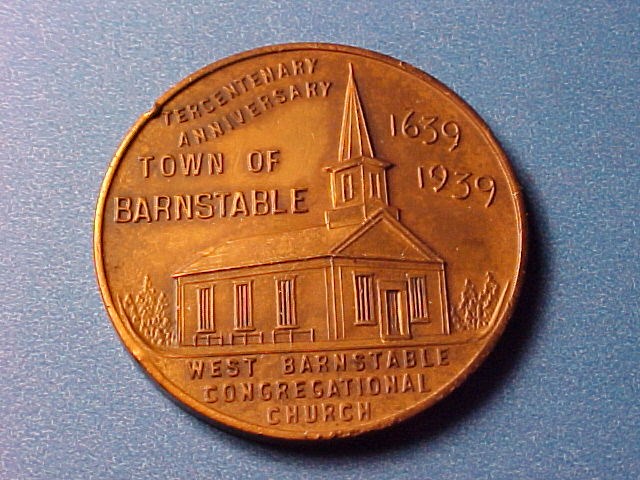 TERCENTENARY
ANNIVERSARY
TOWN OF
BARNSTABLE
1639
1939
WEST BARNSTABLE
CONGREGATIONAL
CHURCH